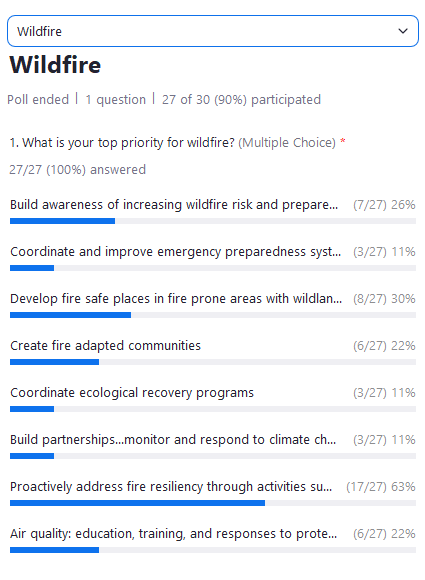 Wildfire
Wildfire
Poll ended | 1 question | 27 of 30 (90%) participated
1. What is your top priority for wildfire? (Multiple Choice) *
27/27 (100%) answered
Build awareness of increasing wildfire risk and prepare... (7/27) 26%
Coordinate and improve emergency preparedness syst... (3/27) 11%
Develop fire safe places in fire prone areas with wildlan... (8/27) 30%
Create fire adapted communities (6/27) 22%
Coordinate ecological recovery programs (3/27) 11%
Build partnerships...monitor and respond to climate ch... (3/27) 11%
Proactively address fire resiliency through activities su... (17/27) 63%
Air quality: education, training, and responses to prote... (6/27) 22%